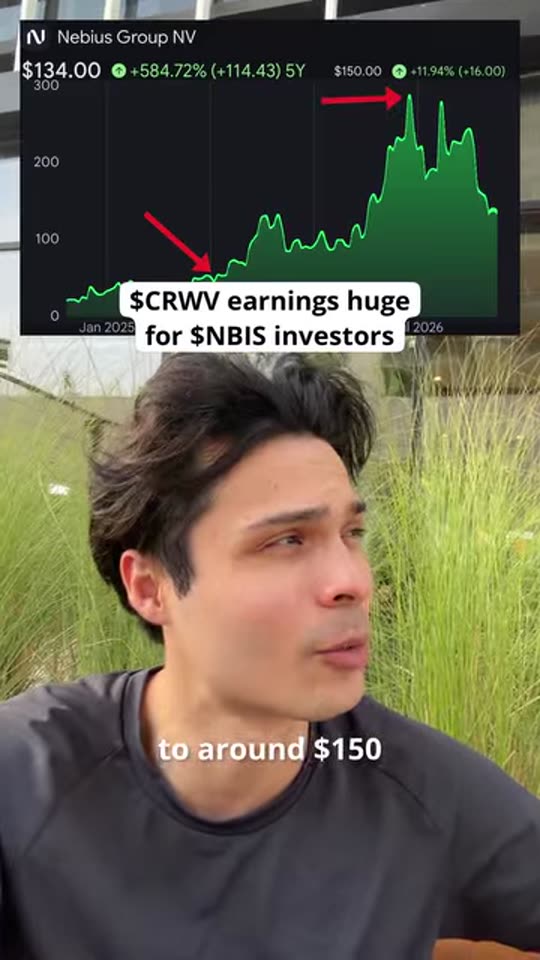 Nebius Group NV
$134.00 +584.72% (+114.43) 5Y $150.00 +11.94% (+16.00)
300
200
100
0
Jan 2025 2026
$CRWV earnings huge
for $NBIS investors
to around $150